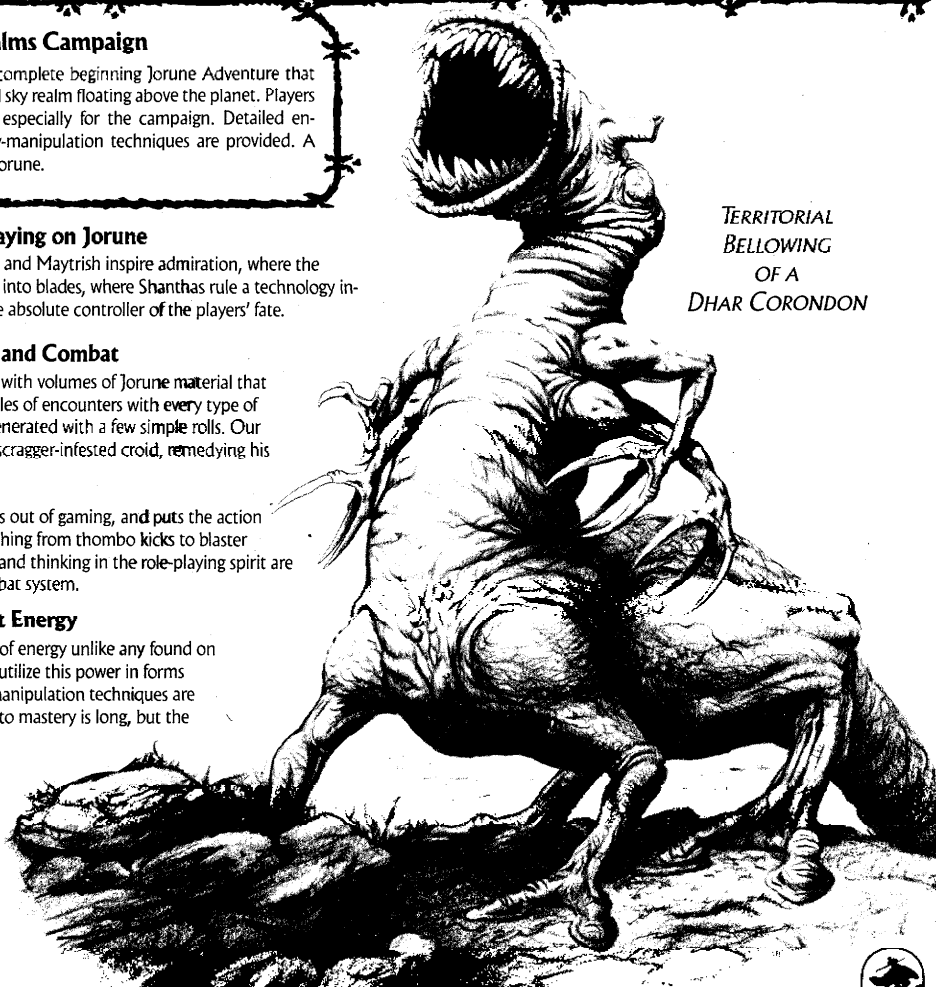 lms Campaign
complete beginning Jorune Adventure that
sky realm floating above the planet. Players
especially for the campaign. Detailed en-
-manipulation techniques are provided. A
orune.
aying on Jorune
and Maytrish inspire admiration, where the
into blades, where Shanthas rule a technology in-
e absolute controller of the players' fate.
and Combat
with volumes of Jorune material that
les of encounters with every type of
enerated with a few simple rolls. Our
scragger-infested croid, remedying his
s out of gaming, and puts the action
hing from thombo kicks to blaster
and thinking in the role-playing spirit are
bat system.
t Energy
of energy unlike any found on
utilize this power in forms
anipulation techniques are
to mastery is long, but the
TERRITORIAL
BELLOWING
OF A
DHAR CORONDON